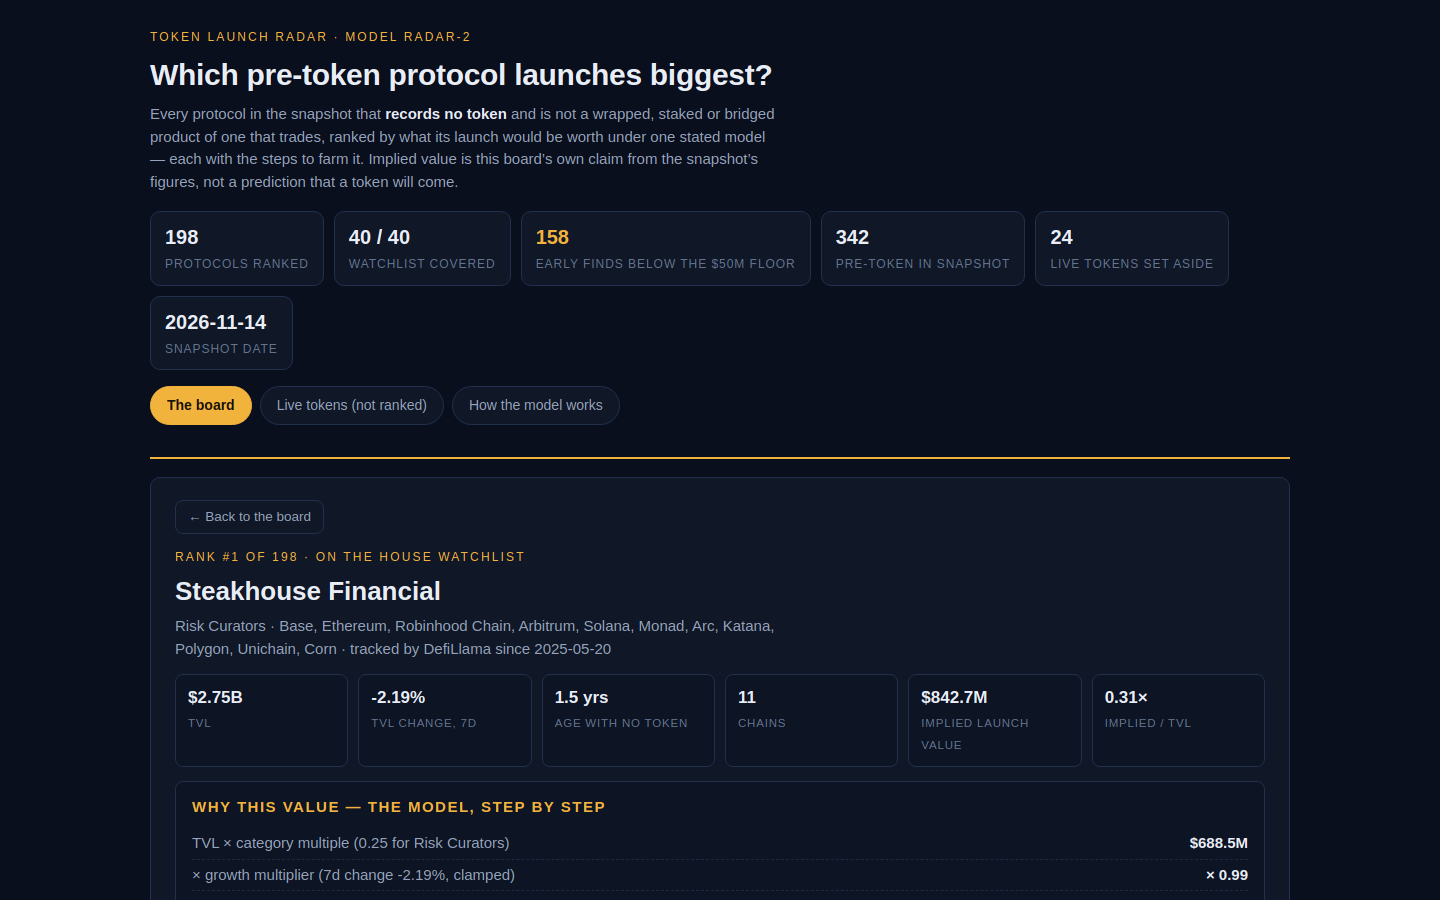 TOKEN LAUNCH RADAR · MODEL RADAR-2
Which pre-token protocol launches biggest?
Every protocol in the snapshot that records no token and is not a wrapped, staked or bridged
product of one that trades, ranked by what its launch would be worth under one stated model
— each with the steps to farm it. Implied value is this board's own claim from the snapshot's
figures, not a prediction that a token will come.
198
PROTOCOLS RANKED
40 / 40
WATCHLIST COVERED
158
EARLY FINDS BELOW THE $50M FLOOR
342
PRE-TOKEN IN SNAPSHOT
24
LIVE TOKENS SET ASIDE
2026-11-14
SNAPSHOT DATE
The board
Live tokens (not ranked)
How the model works
← Back to the board
RANK #1 OF 198 · ON THE HOUSE WATCHLIST
Steakhouse Financial
Risk Curators · Base, Ethereum, Robinhood Chain, Arbitrum, Solana, Monad, Arc, Katana,
Polygon, Unichain, Corn · tracked by DefiLlama since 2025-05-20
$2.75B
TVL
-2.19%
TVL CHANGE, 7D
1.5 yrs
AGE WITH NO TOKEN
11
CHAINS
$842.7M
IMPLIED LAUNCH
VALUE
0.31×
IMPLIED / TVL
WHY THIS VALUE — THE MODEL, STEP BY STEP
TVL × category multiple (0.25 for Risk Curators)
$688.5M
× growth multiplier (7d change -2.19%, clamped)
× 0.99